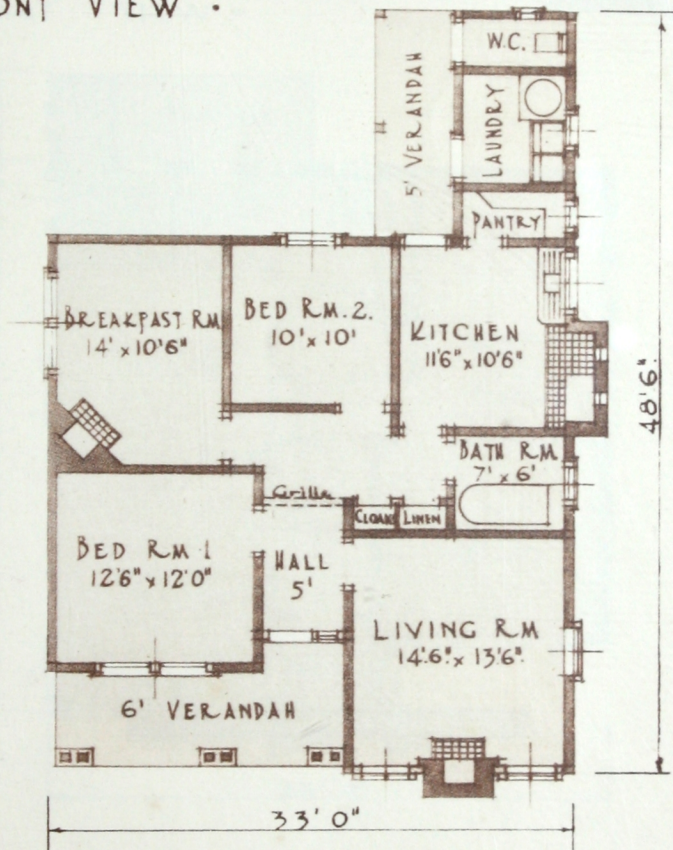 ONT VIEW .
W.C.
5' VERANDAH
LAUNDRY
PANTRY
BREAKFAST RM
14' x 10'6"
BED RM. 2.
10' x 10'
KITCHEN
11'6" x 10'6"
48'6"
BATH RM
7' x 6'
Grille
CLOAKS
LINEN
BED RM 1
12'6" x 12'0"
HALL
5'
LIVING RM
14'6" x 13'6"
6' VERANDAH
33' 0"